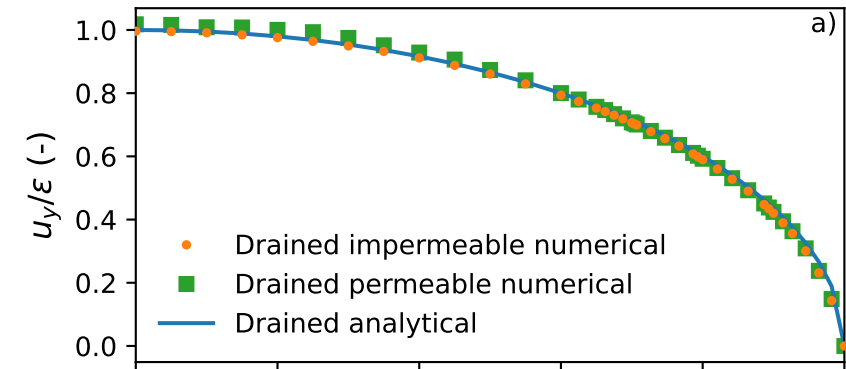 a)
1.0
0.8
0.6
0.4
0.2
0.0
u_y/ε (-)
Drained impermeable numerical
Drained permeable numerical
Drained analytical